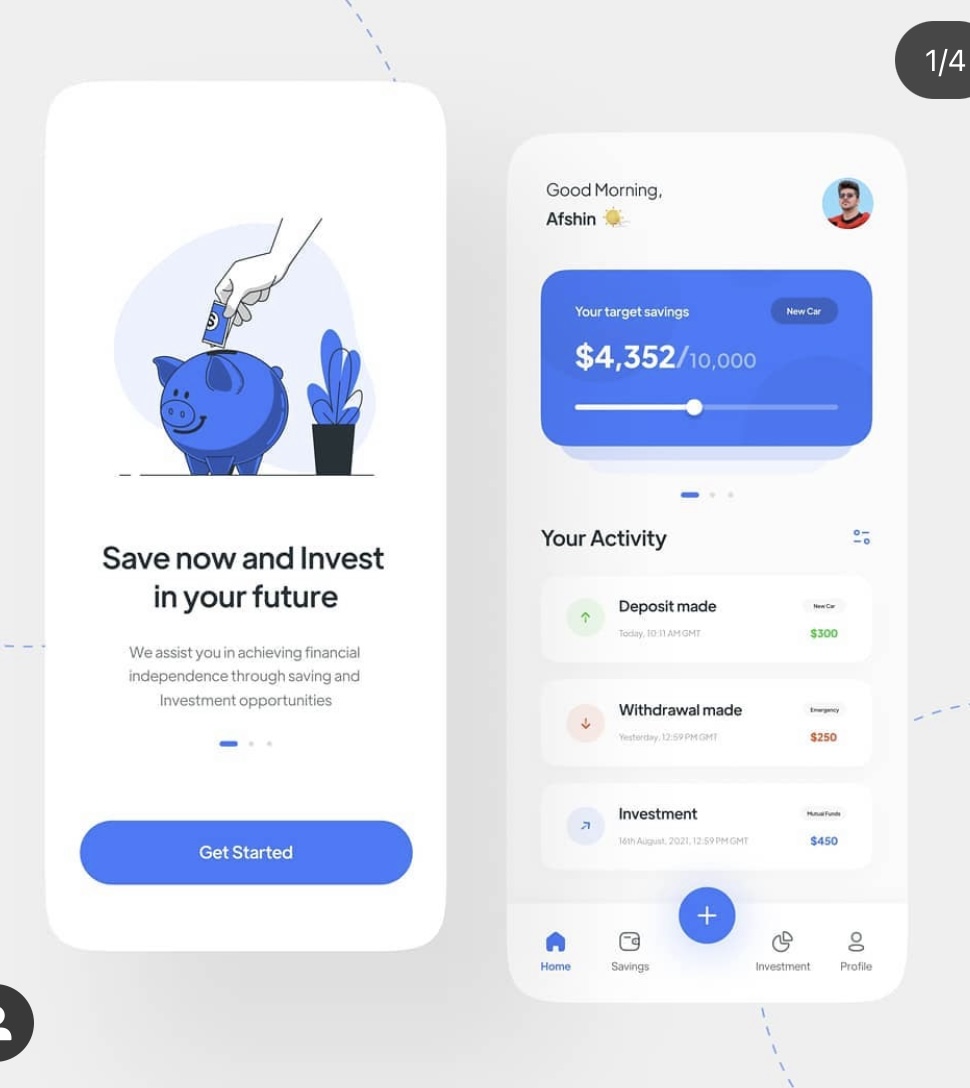 1/4
$
Save now and Invest
in your future
We assist you in achieving financial
independence through saving and
Investment opportunities
Get Started
Good Morning,
Afshin
Your target savings
New Car
$4,352/10,000
Your Activity
Deposit made
New Car
Today, 10:11 AM GMT
$300
Withdrawal made
Emergency
Yesterday, 12:59 PM GMT
$250
Investment
Mutual Funds
16th August, 2021, 12:59 PM GMT
$450
Home
Savings
Investment
Profile